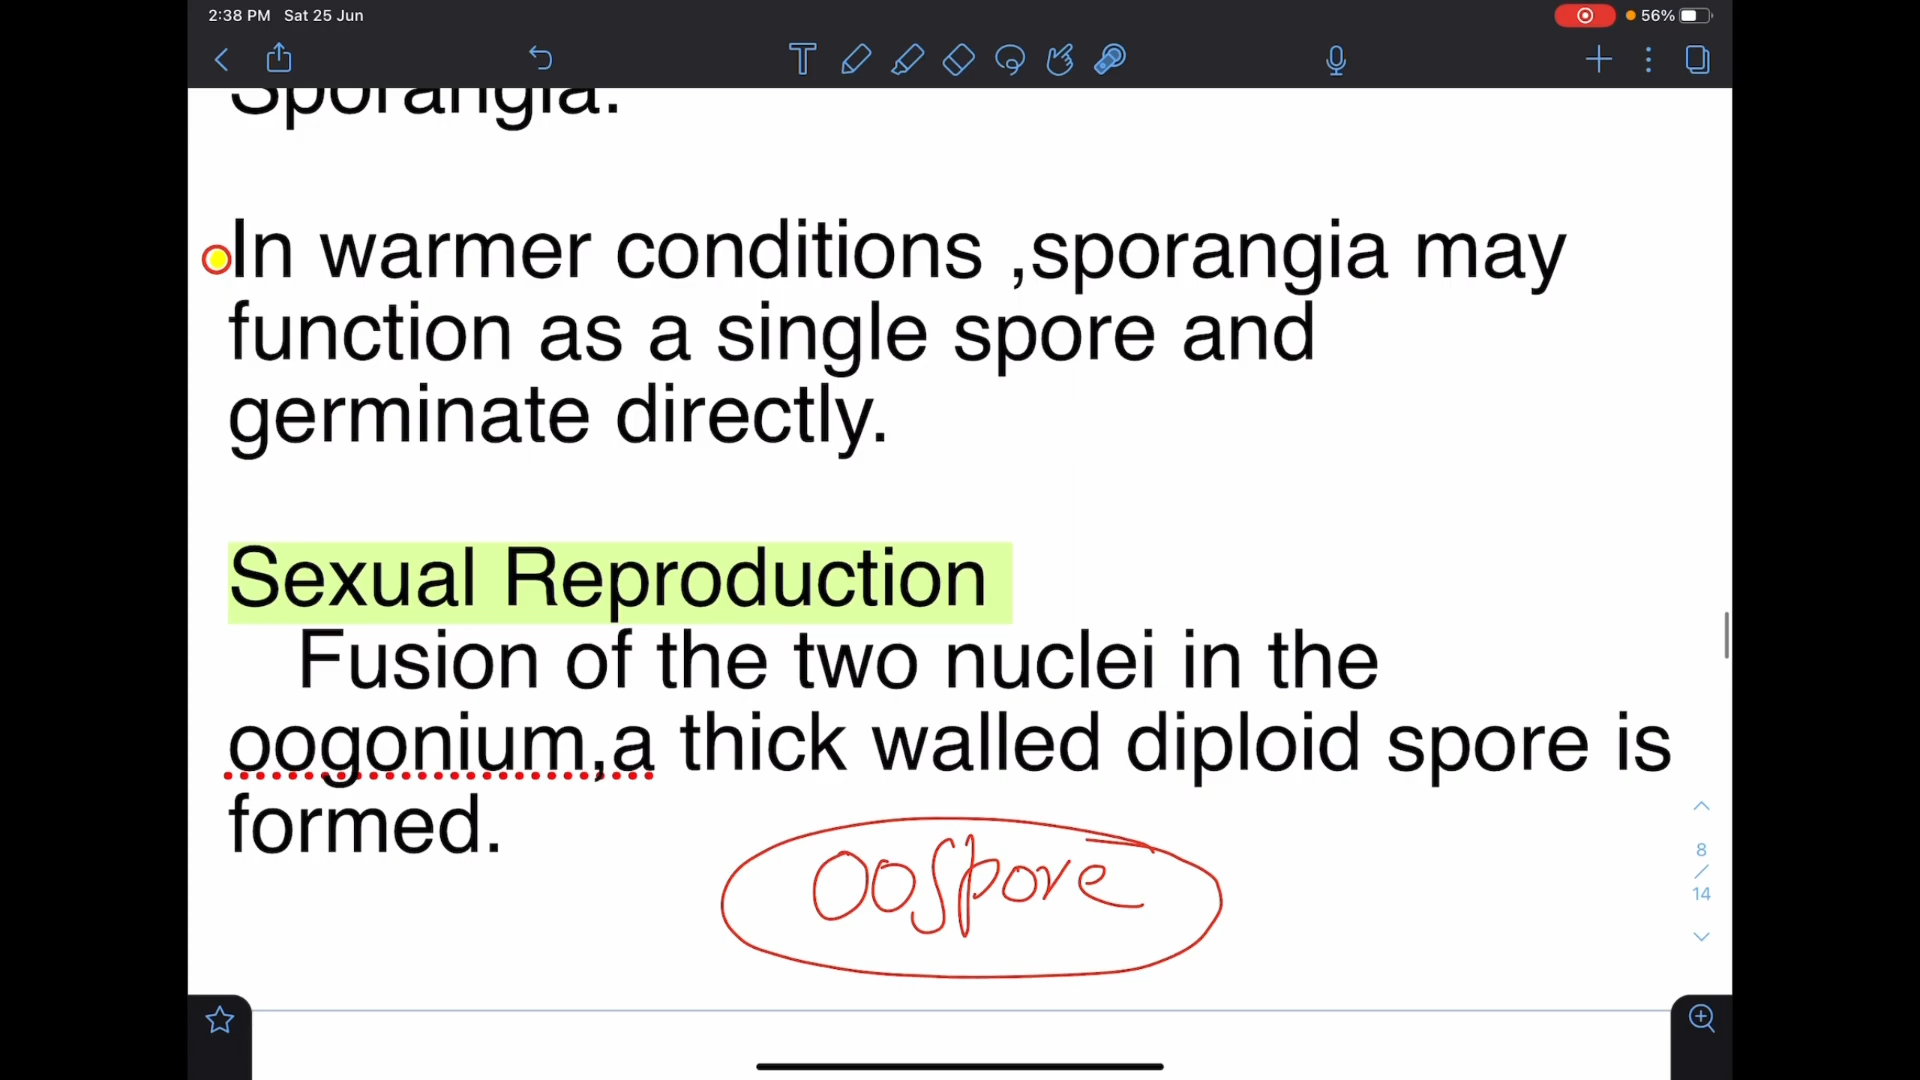 2:38 PM Sat 25 Jun
56%
Sporangia.
In warmer conditions ,sporangia may
function as a single spore and
germinate directly.
Sexual Reproduction
Fusion of the two nuclei in the
oogonium,a thick walled diploid spore is
formed.
oospore
8
/
14